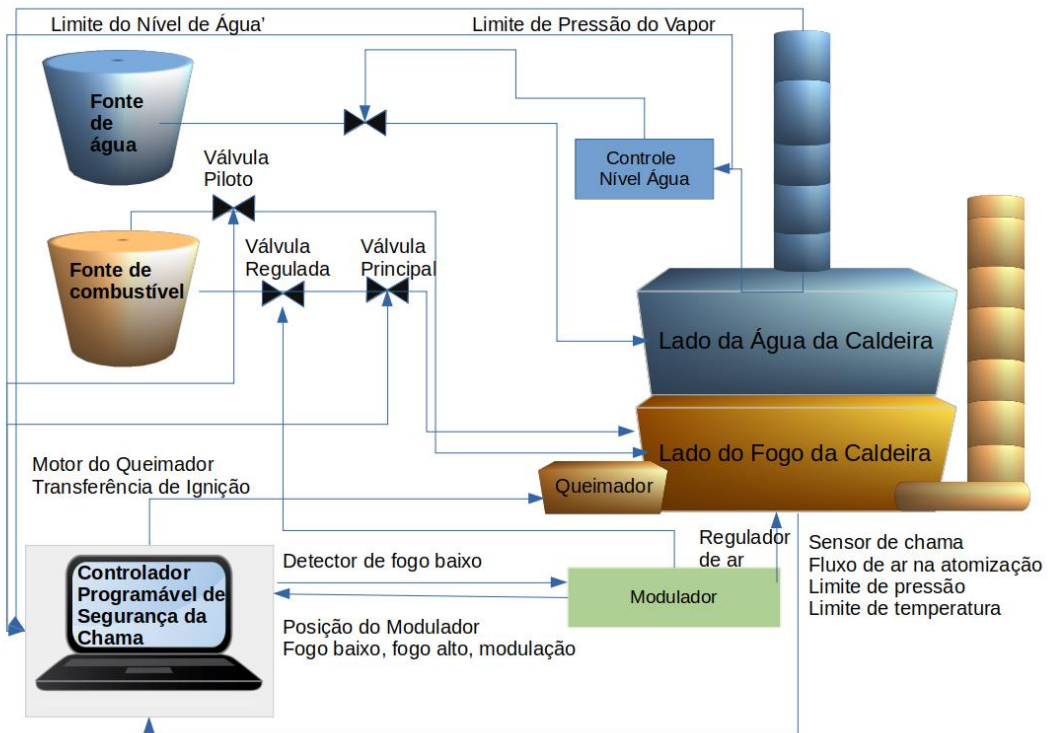 Limite do Nível de Água'
Limite de Pressão do Vapor
Fonte
de
água
Controle
Nível Água
Válvula
Piloto
Válvula
Regulada
Válvula
Principal
Fonte de
combustível
Lado da Água da Caldeira
Lado do Fogo da Caldeira
Queimador
Motor do Queimador
Transferência de Ignição
Regulador
de ar
Sensor de chama
Fluxo de ar na atomização
Limite de pressão
Limite de temperatura
Controlador
Programável de
Segurança da
Chama
Detector de fogo baixo
Modulador
Posição do Modulador
Fogo baixo, fogo alto, modulação